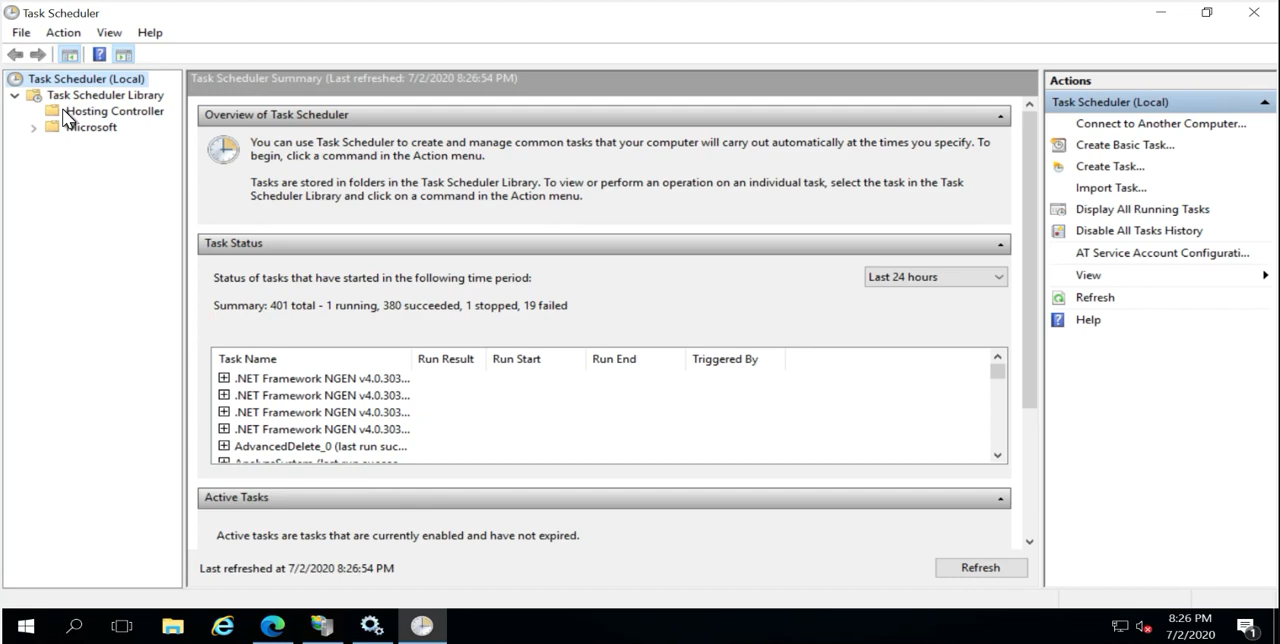 Task Scheduler
File Action View Help
Task Scheduler (Local)
Task Scheduler Library
Hosting Controller
Microsoft
Task Scheduler Summary (Last refreshed: 7/2/2020 8:26:54 PM)
Overview of Task Scheduler
You can use Task Scheduler to create and manage common tasks that your computer will carry out automatically at the times you specify. To
begin, click a command in the Action menu.
Tasks are stored in folders in the Task Scheduler Library. To view or perform an operation on an individual task, select the task in the Task
Scheduler Library and click on a command in the Action menu.
Task Status
Status of tasks that have started in the following time period:
Last 24 hours
Summary: 401 total - 1 running, 380 succeeded, 1 stopped, 19 failed
Task Name Run Result Run Start Run End Triggered By
.NET Framework NGEN v4.0.303...
.NET Framework NGEN v4.0.303...
.NET Framework NGEN v4.0.303...
.NET Framework NGEN v4.0.303...
AdvancedDelete_0 (last run suc...
Active Tasks
Active tasks are tasks that are currently enabled and have not expired.
Last refreshed at 7/2/2020 8:26:54 PM
Refresh
Actions
Task Scheduler (Local)
Connect to Another Computer...
Create Basic Task...
Create Task...
Import Task...
Display All Running Tasks
Disable All Tasks History
AT Service Account Configurati...
View
Refresh
Help
8:26 PM
7/2/2020
1